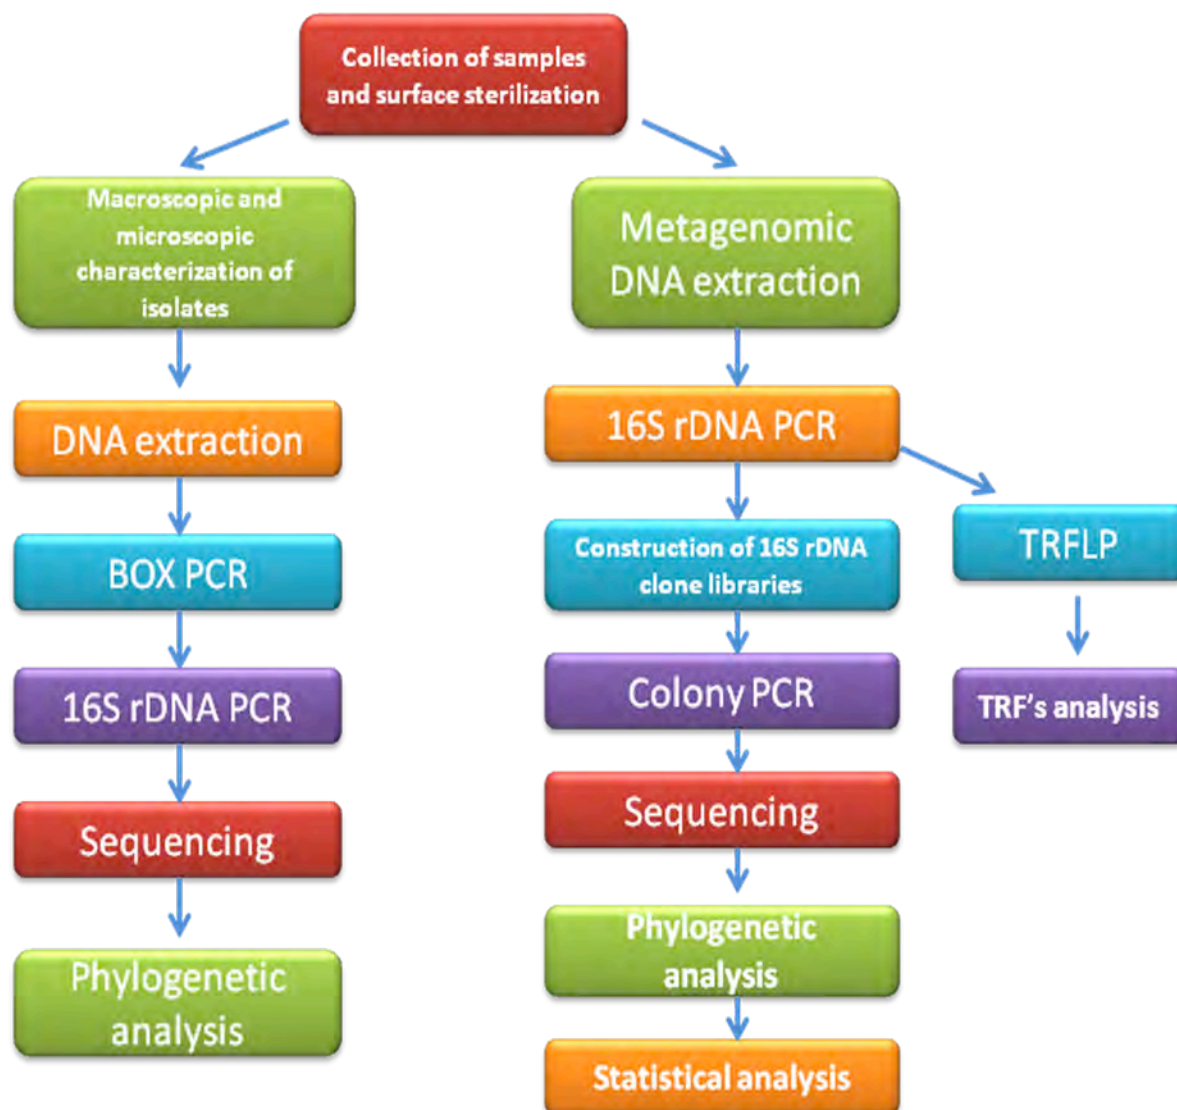 Collection of samples
and surface sterilization
Macroscopic and
microscopic
characterization of
isolates
DNA extraction
BOX PCR
16S rDNA PCR
Sequencing
Phylogenetic
analysis
Metagenomic
DNA extraction
16S rDNA PCR
Construction of 16S rDNA
clone libraries
Colony PCR
Sequencing
Phylogenetic
analysis
Statistical analysis
TRFLP
TRF's analysis